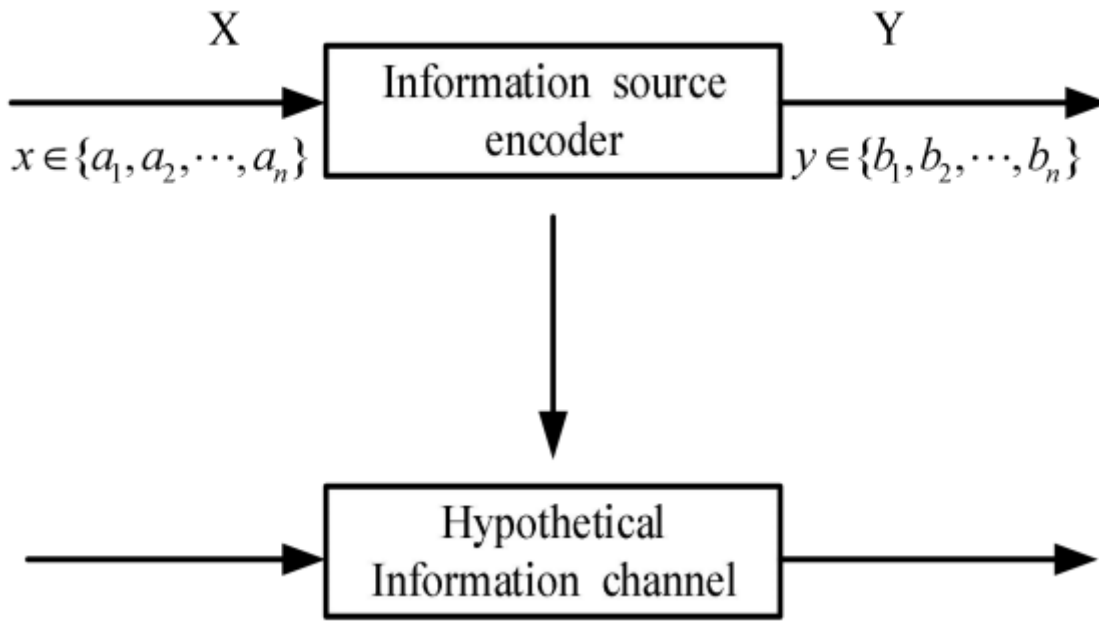 X
Y
Information source
encoder
x∈{a₁,a₂,⋯,aₙ}
y∈{b₁,b₂,⋯,bₙ}
Hypothetical
Information channel